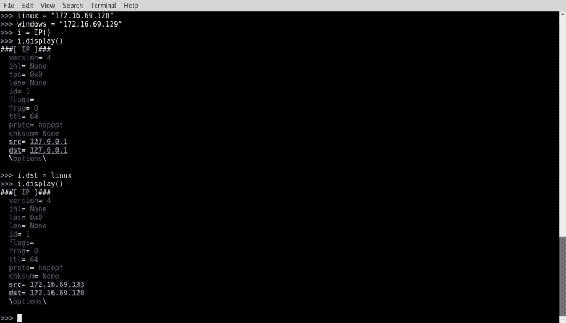 File Edit View Search Terminal Help
>>> linux = "172.16.69.128"
>>> windows = "172.16.69.129"
>>> i = IP()
>>> i.display()
###[ IP ]###
version= 4
ihl= None
tos= 0x0
len= None
id= 1
flags=
frag= 0
ttl= 64
proto= hopopt
chksum= None
src= 127.0.0.1
dst= 127.0.0.1
\options\
>>> i.dst = linux
>>> i.display()
###[ IP ]###
version= 4
ihl= None
tos= 0x0
len= None
id= 1
flags=
frag= 0
ttl= 64
proto= hopopt
chksum= None
src= 172.16.69.133
dst= 172.16.69.128
\options\
>>>